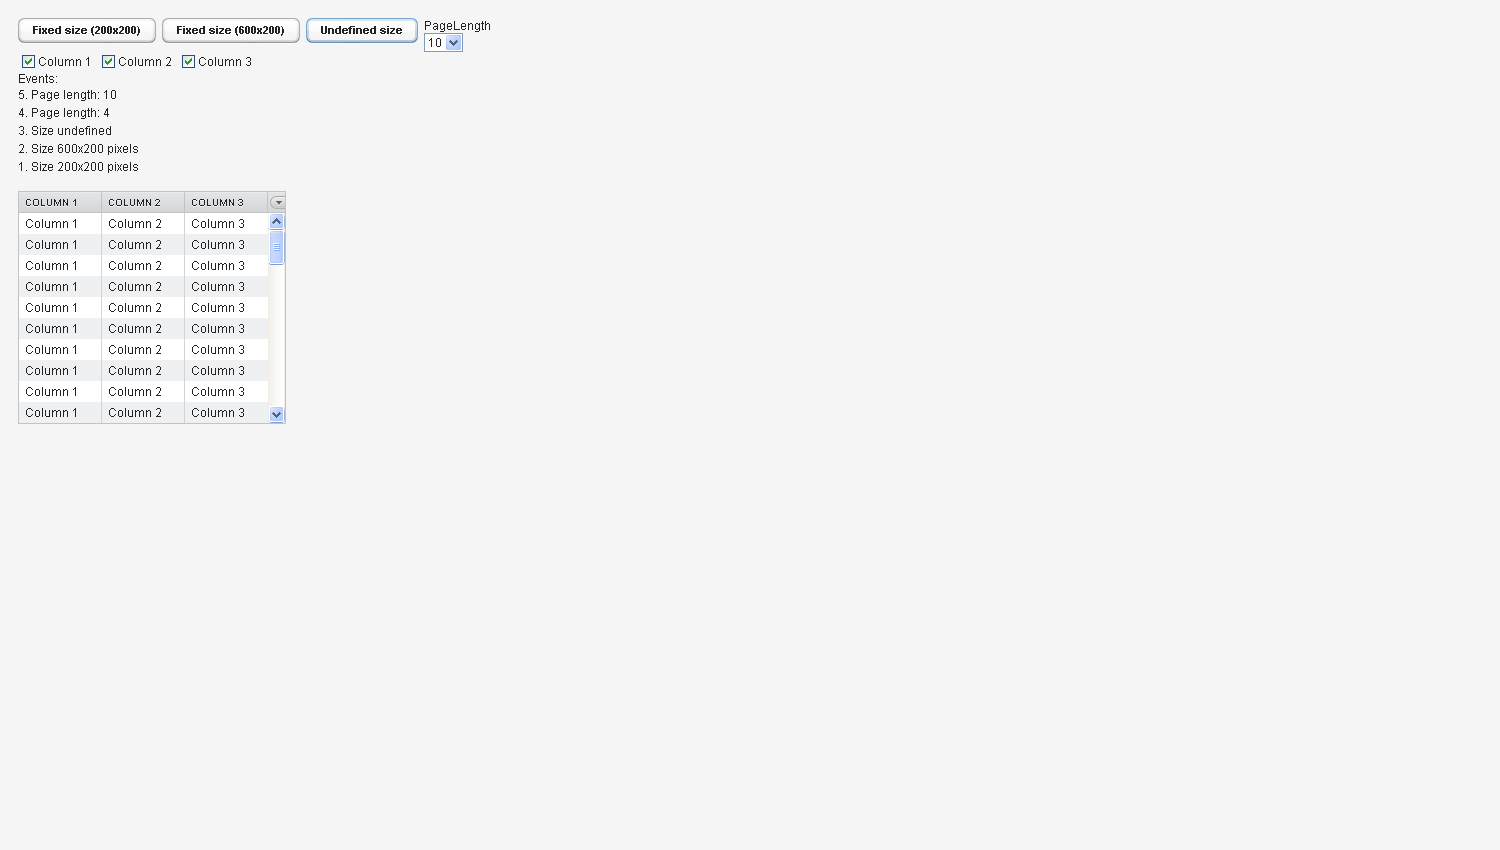 Fixed size (200x200) Fixed size (600x200) Undefined size PageLength
10
Column 1 Column 2 Column 3
Events:
5. Page length: 10
4. Page length: 4
3. Size undefined
2. Size 600x200 pixels
1. Size 200x200 pixels
COLUMN 1 COLUMN 2 COLUMN 3
Column 1 Column 2 Column 3
Column 1 Column 2 Column 3
Column 1 Column 2 Column 3
Column 1 Column 2 Column 3
Column 1 Column 2 Column 3
Column 1 Column 2 Column 3
Column 1 Column 2 Column 3
Column 1 Column 2 Column 3
Column 1 Column 2 Column 3
Column 1 Column 2 Column 3